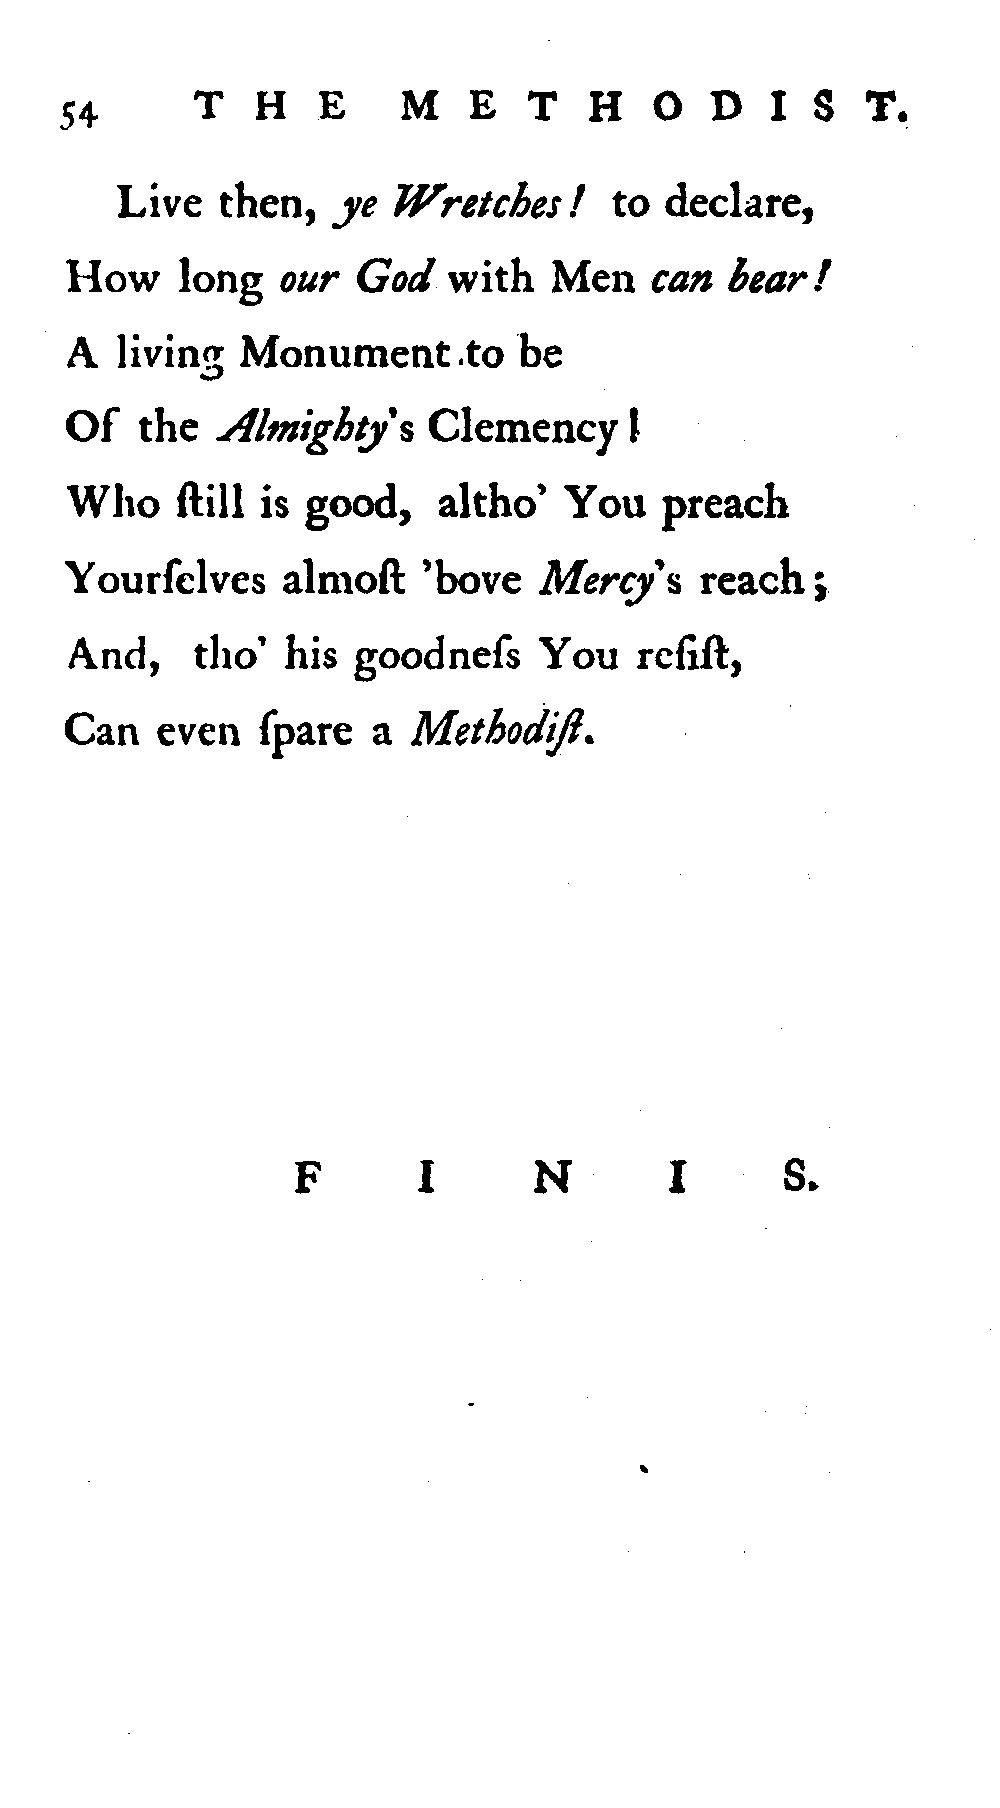 54 THE METHODIST.
Live then, ye Wretches! to declare,
How long our God with Men can bear!
A living Monument to be
Of the Almighty's Clemency!
Who ſtill is good, altho' You preach
Yourſelves almoſt 'bove Mercy's reach;
And, tho' his goodneſs You reſiſt,
Can even ſpare a Methodiſt.
FINIS.